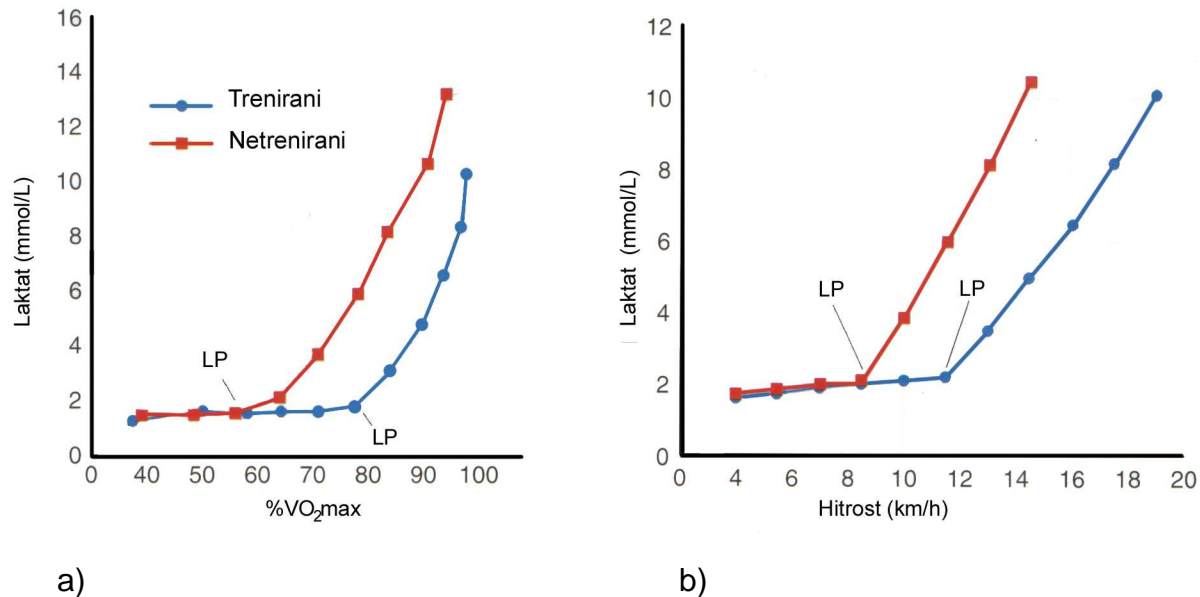 16
14
12
10
8
6
4
2
0
Laktat (mmol/L)
Trenirani
Netrenirani
LP
LP
0 40 50 60 70 80 90 100
%VO₂max
a)
12
10
8
6
4
2
0
Laktat (mmol/L)
LP
LP
0 4 6 8 10 12 14 16 18 20
Hitrost (km/h)
b)